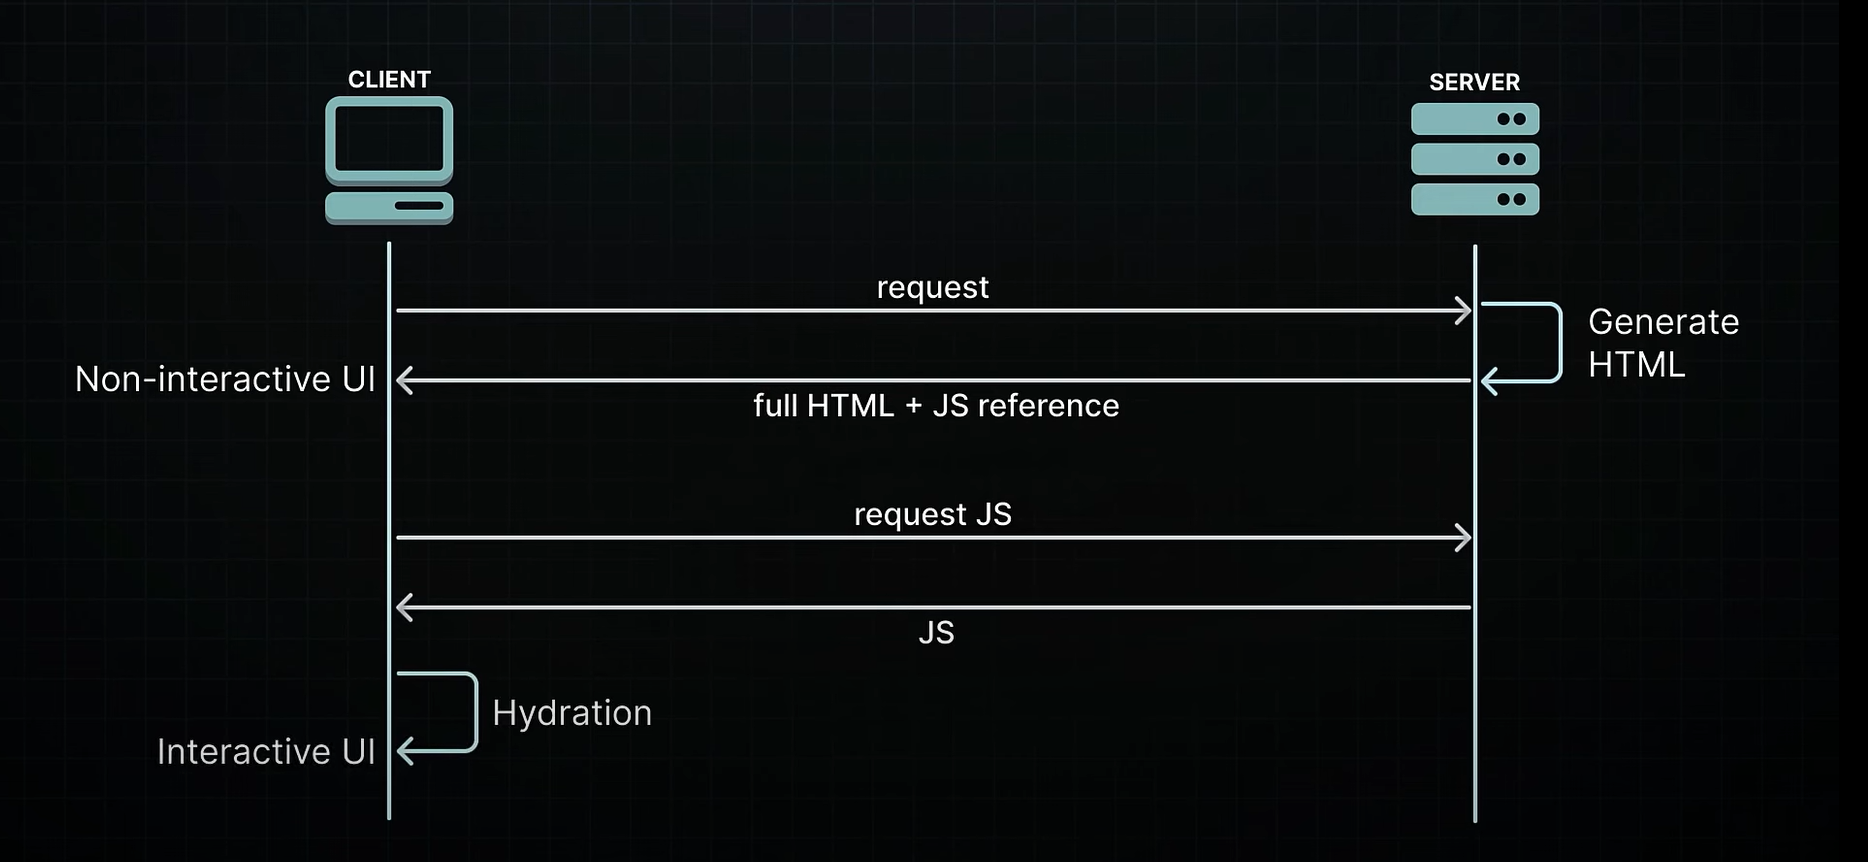 CLIENT
SERVER
request
Generate
HTML
Non-interactive UI
full HTML + JS reference
request JS
JS
Hydration
Interactive UI